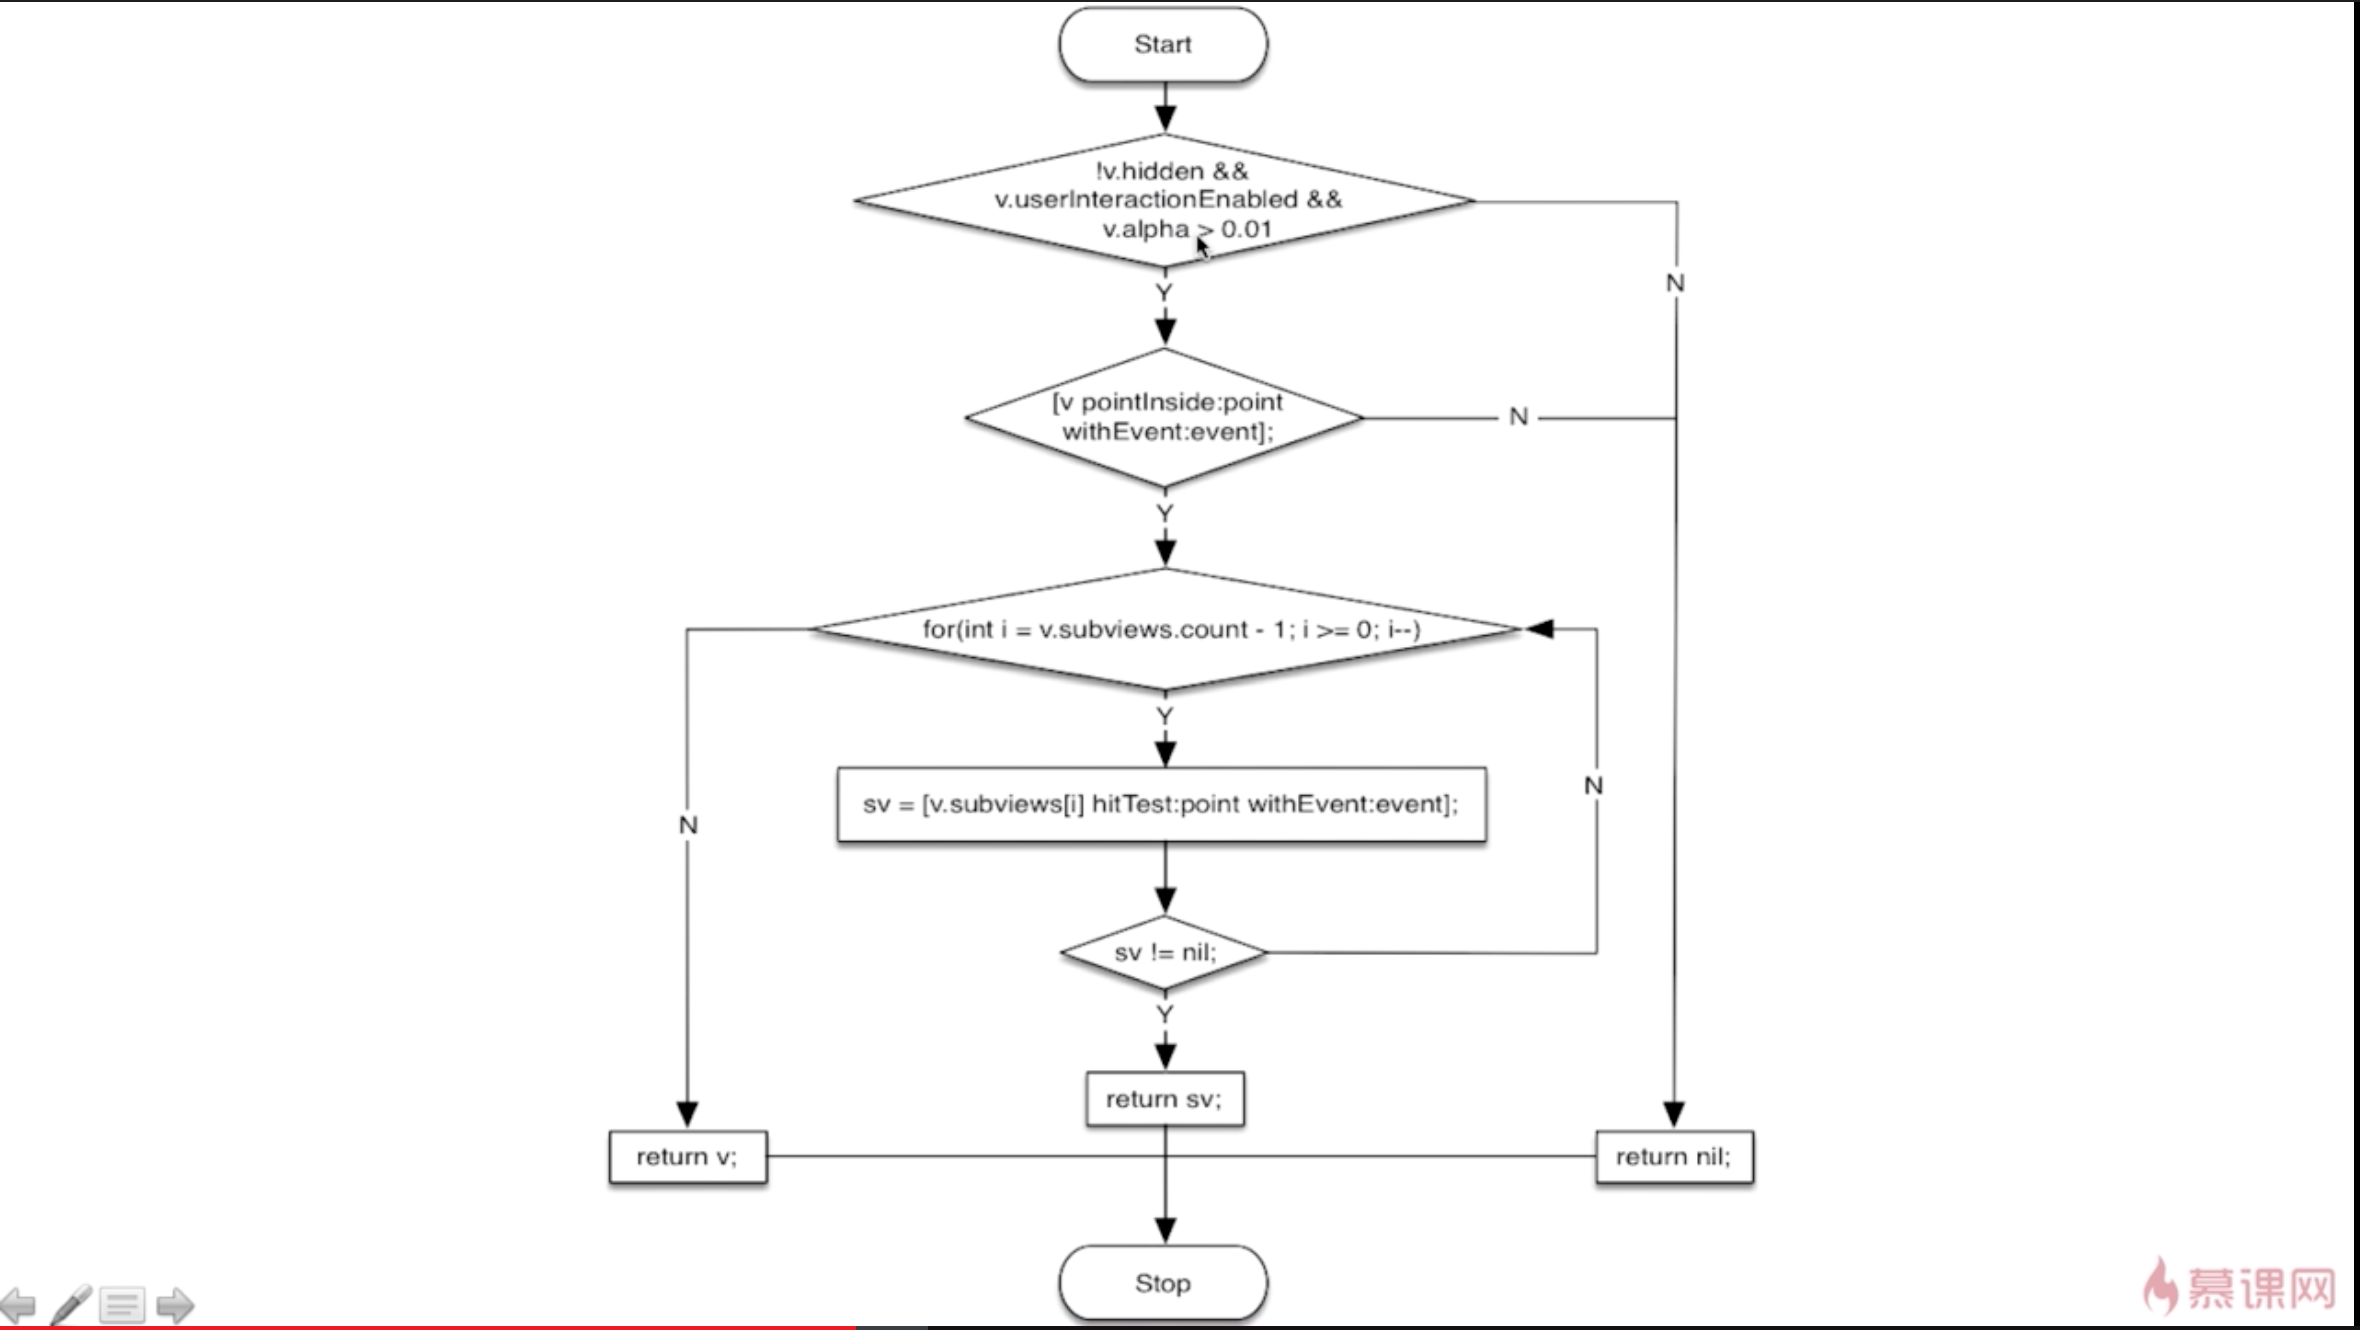 Start
!v.hidden &&
v.userInteractionEnabled &&
v.alpha > 0.01
N
Y
[v pointInside:point
withEvent:event];
N
Y
for(int i = v.subviews.count - 1; i >= 0; i--)
Y
N
sv = [v.subviews[i] hitTest:point withEvent:event];
N
sv != nil;
Y
return sv;
return v;
return nil;
Stop
慕课网